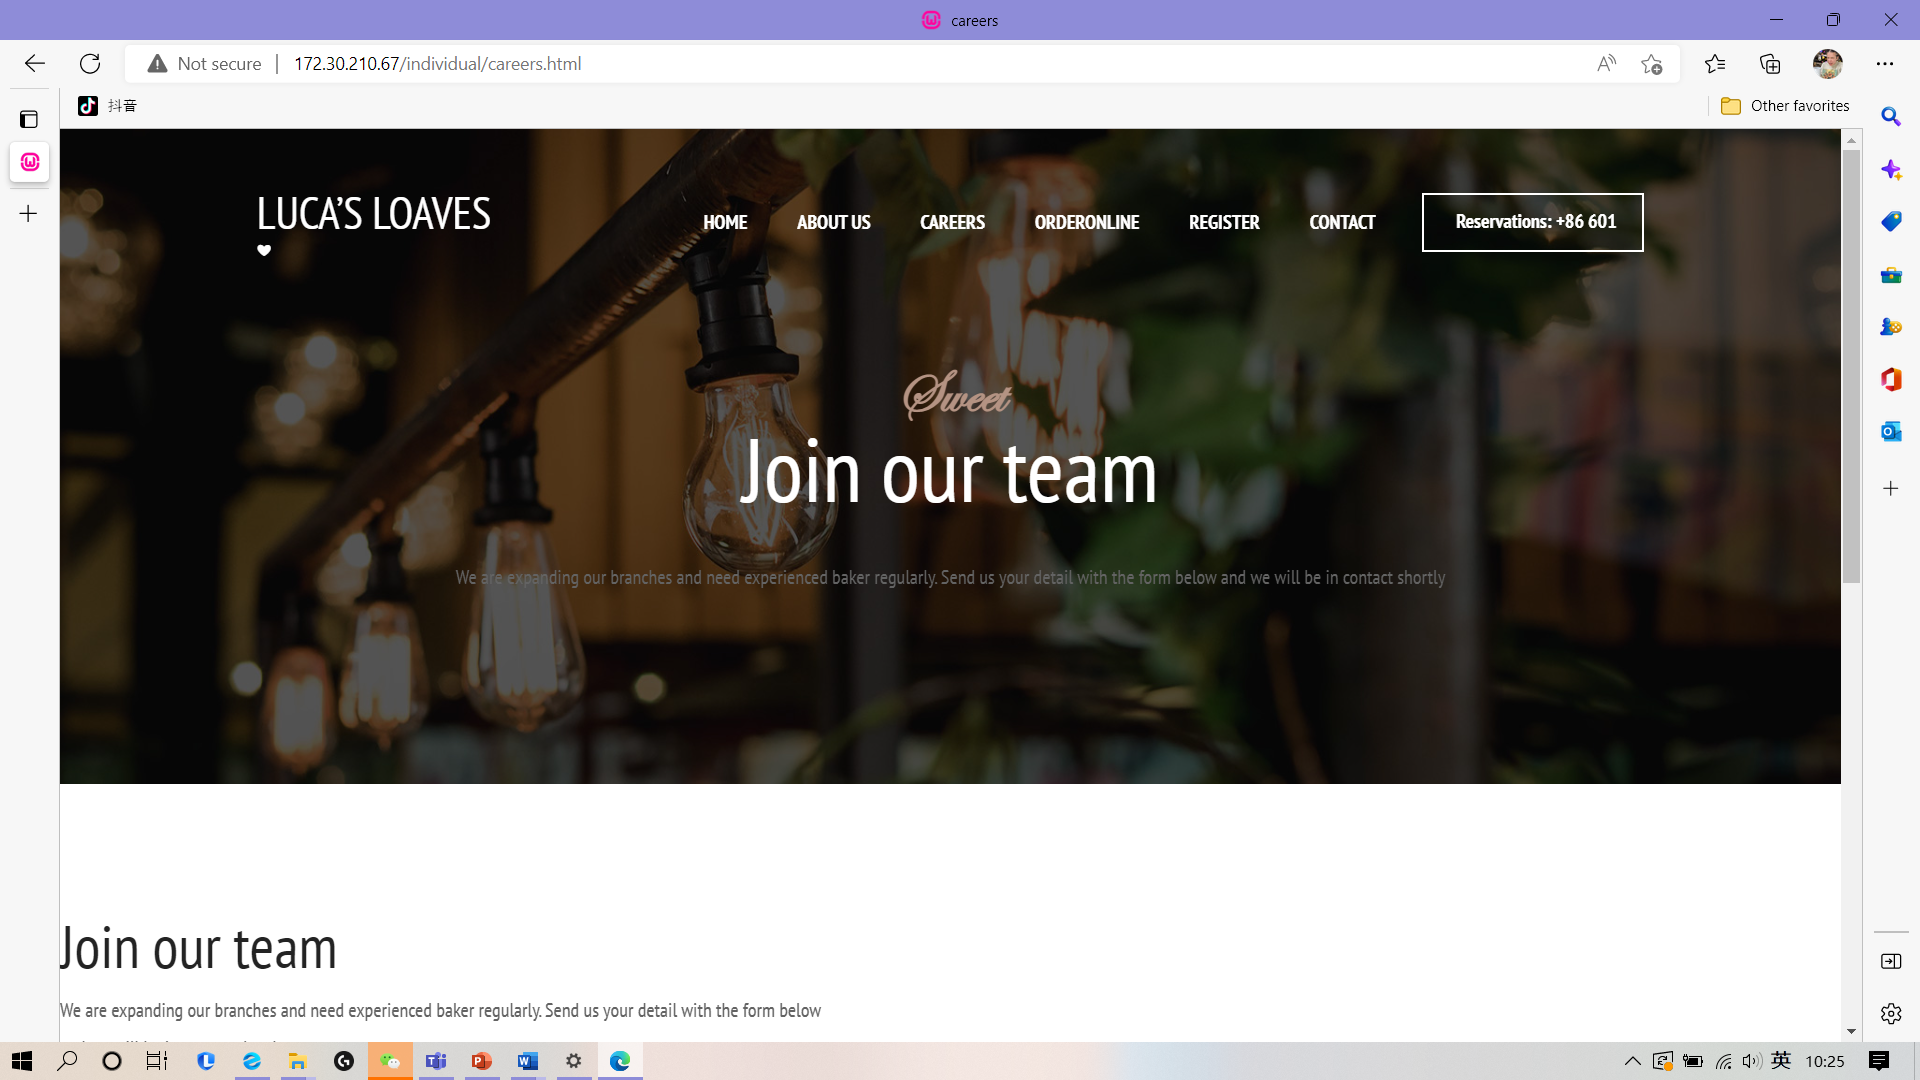 careers
Not secure
172.30.210.67/individual/careers.html
抖音
Other favorites
LUCA’S LOAVES
HOME
ABOUT US
CAREERS
ORDERONLINE
REGISTER
CONTACT
Reservations: +86 601
Sweet
Join our team
We are expanding our branches and need experienced baker regularly. Send us your detail with the form below and we will be in contact shortly
Join our team
We are expanding our branches and need experienced baker regularly. Send us your detail with the form below
英
10:25